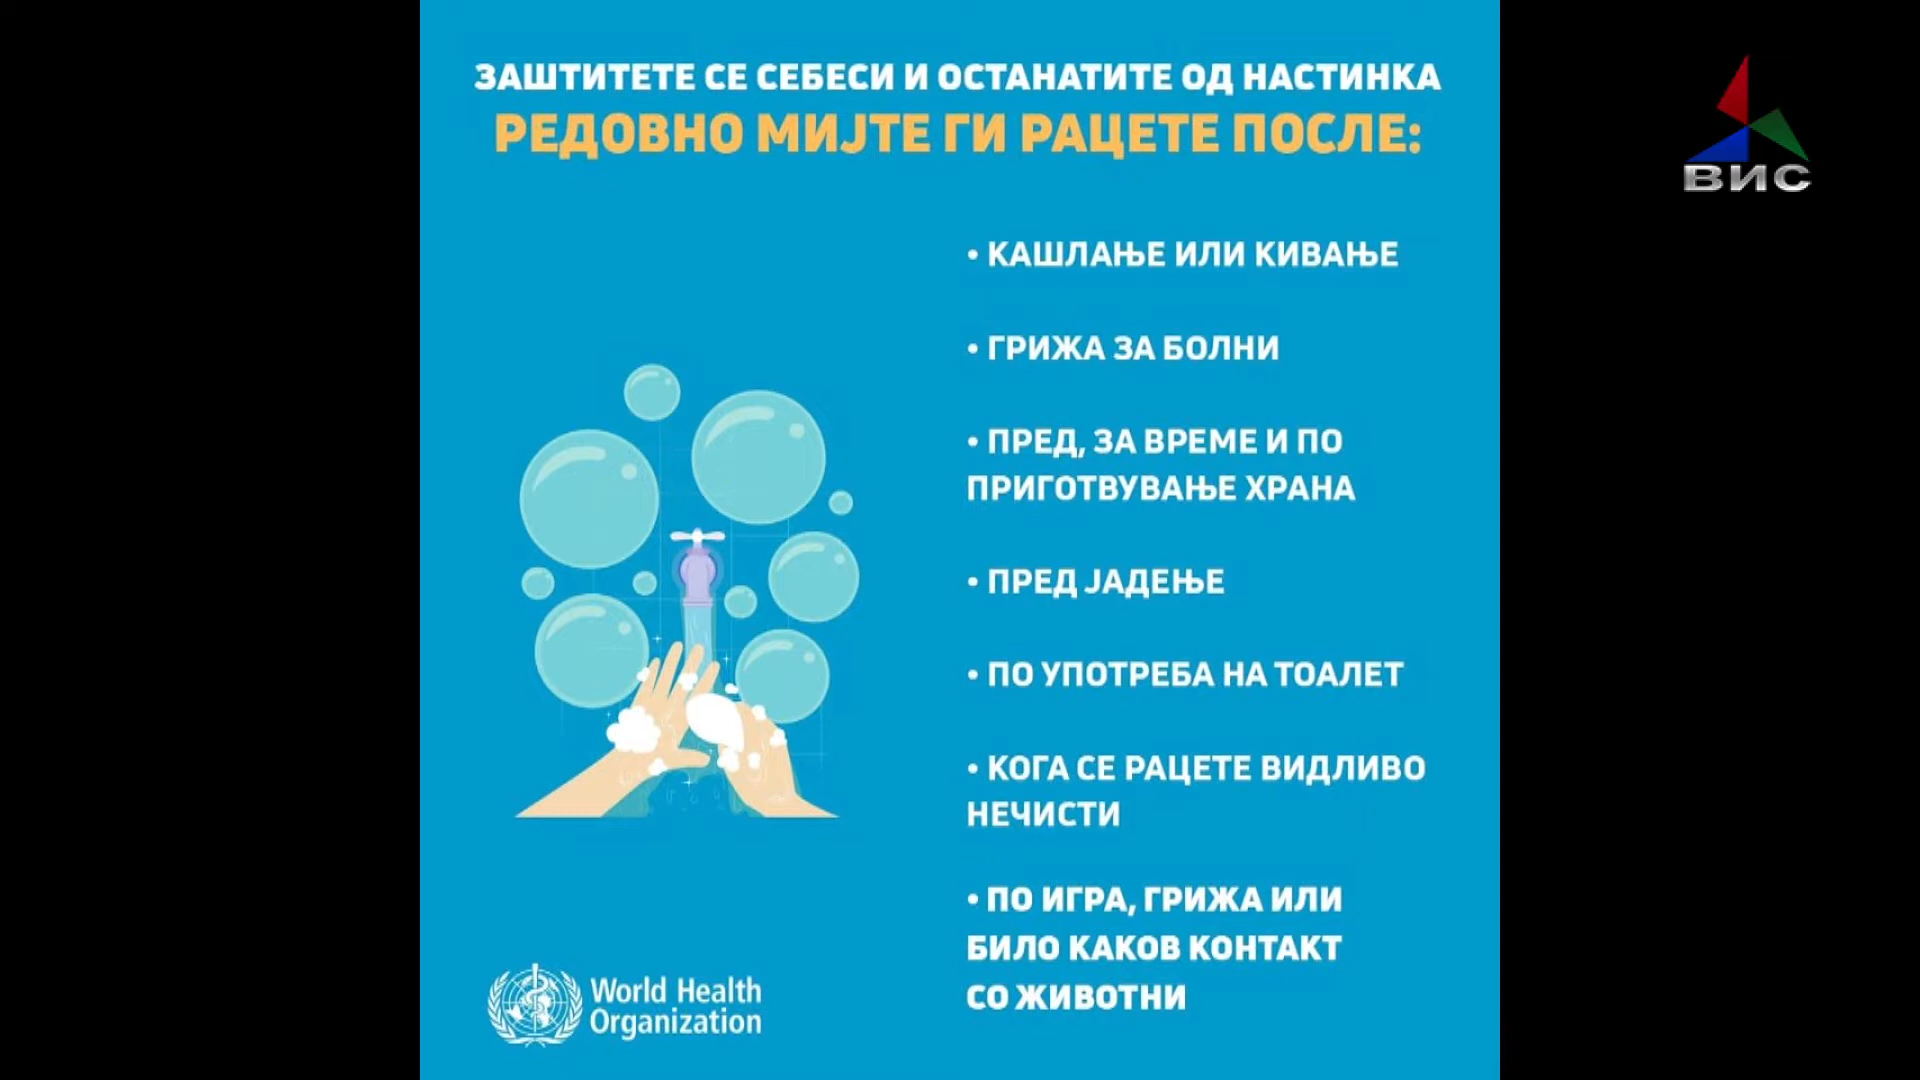 ЗАШТИТЕТЕ СЕ СЕБЕСИ И ОСТАНАТИТЕ ОД НАСТИНКА
РЕДОВНО МИЈТЕ ГИ РАЦЕТЕ ПОСЛЕ:
ВИС
• КАШЛАЊЕ ИЛИ КИВАЊЕ
• ГРИЖА ЗА БОЛНИ
• ПРЕД, ЗА ВРЕМЕ И ПО
ПРИГОТВУВАЊЕ ХРАНА
• ПРЕД ЈАДЕЊЕ
• ПО УПОТРЕБА НА ТОАЛЕТ
• КОГА СЕ РАЦЕТЕ ВИДЛИВО
НЕЧИСТИ
• ПО ИГРА, ГРИЖА ИЛИ
БИЛО КАКОВ КОНТАКТ
СО ЖИВОТНИ
World Health
Organization